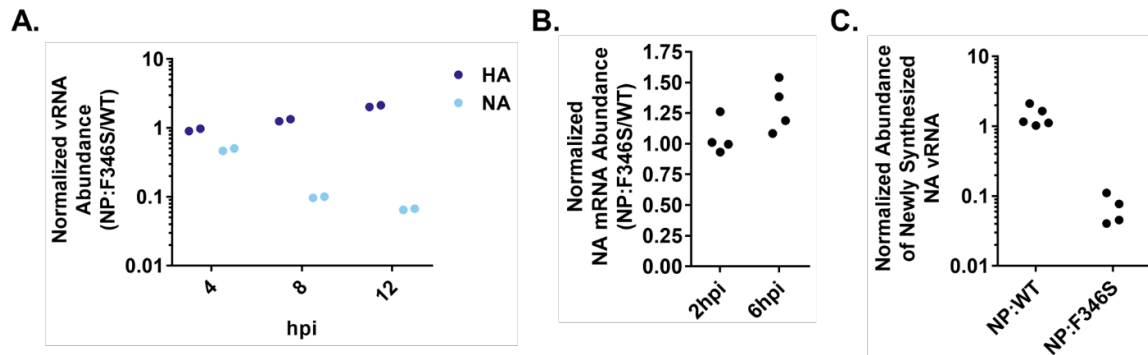 A.
Normalized vRNA
Abundance
(NP:F346S/WT)
10
1
0.1
0.01
4
8
12
hpi
HA
NA
B.
Normalized
NA mRNA Abundance
(NP:F346S/WT)
1.75
1.50
1.25
1.00
0.75
0.50
0.25
0.00
2hpi
6hpi
C.
Normalized Abundance
of Newly Synthesized
NA vRNA
10
1
0.1
0.01
NP:WT
NP:F346S